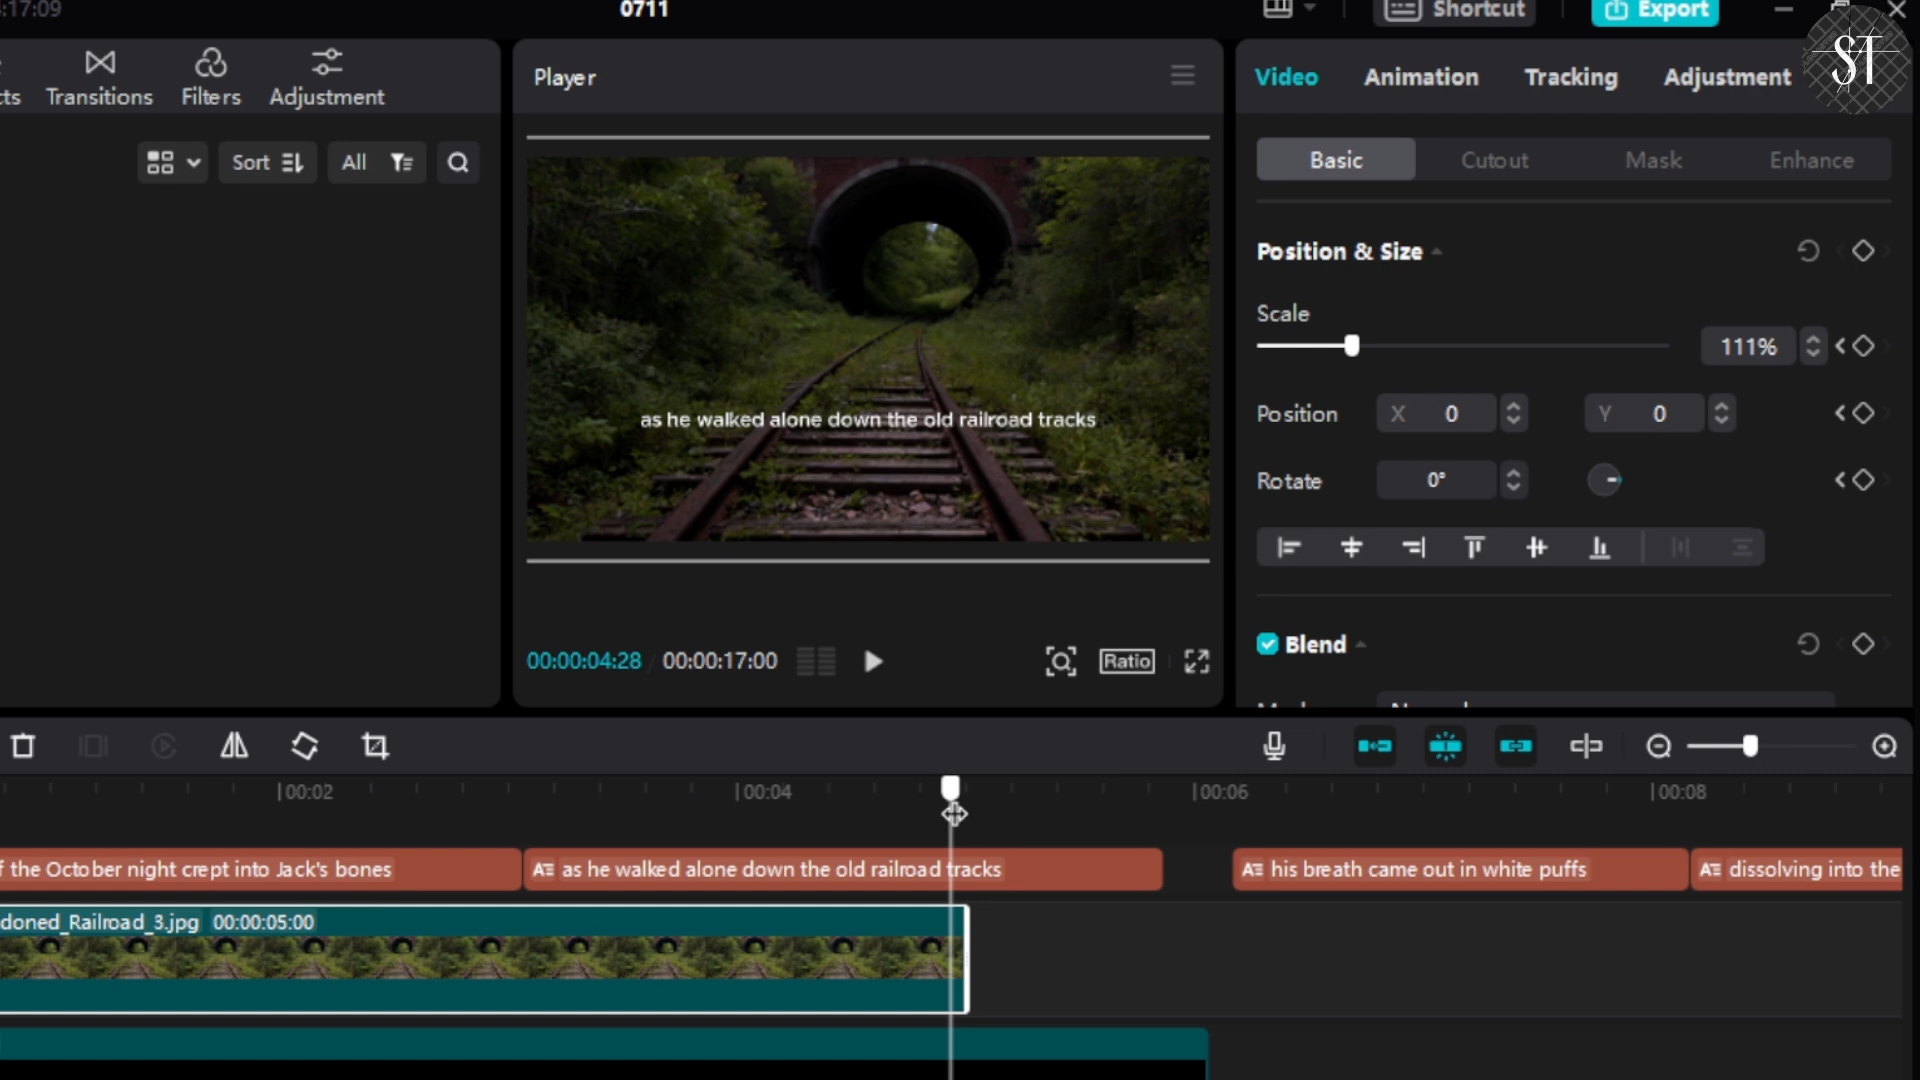 :17:09
0711
Shortcut
Export
ts
Transitions
Filters
Adjustment
Player
Video
Animation
Tracking
Adjustment
ST
Sort
All
Basic
Cutout
Mask
Enhance
Position & Size
Scale
111%
as he walked alone down the old railroad tracks
Position
X 0
Y 0
Rotate
0°
Blend
00:00:04:28 / 00:00:17:00
Ratio
00:02
00:04
00:06
00:08
f the October night crept into Jack's bones
as he walked alone down the old railroad tracks
his breath came out in white puffs
dissolving into the
doned_Railroad_3.jpg 00:00:05:00